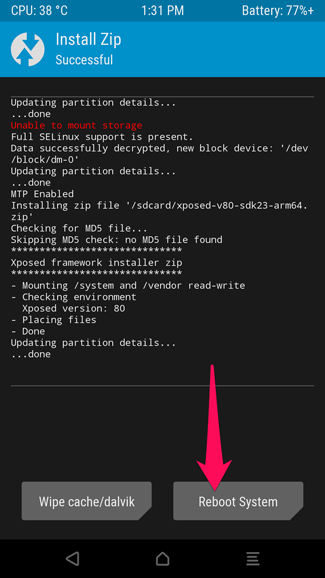 CPU: 38 °C 1:31 PM Battery: 77%+
Install Zip
Successful
Updating partition details...
...done
Unable to mount storage
Full SELinux support is present.
Data successfully decrypted, new block device: '/dev
/block/dm-0'
Updating partition details...
...done
MTP Enabled
Installing zip file '/sdcard/xposed-v80-sdk23-arm64.
zip'
Checking for MD5 file...
Skipping MD5 check: no MD5 file found
******************************
Xposed framework installer zip
******************************
- Mounting /system and /vendor read-write
- Checking environment
Xposed version: 80
- Placing files
- Done
Updating partition details...
...done
Wipe cache/dalvik Reboot System